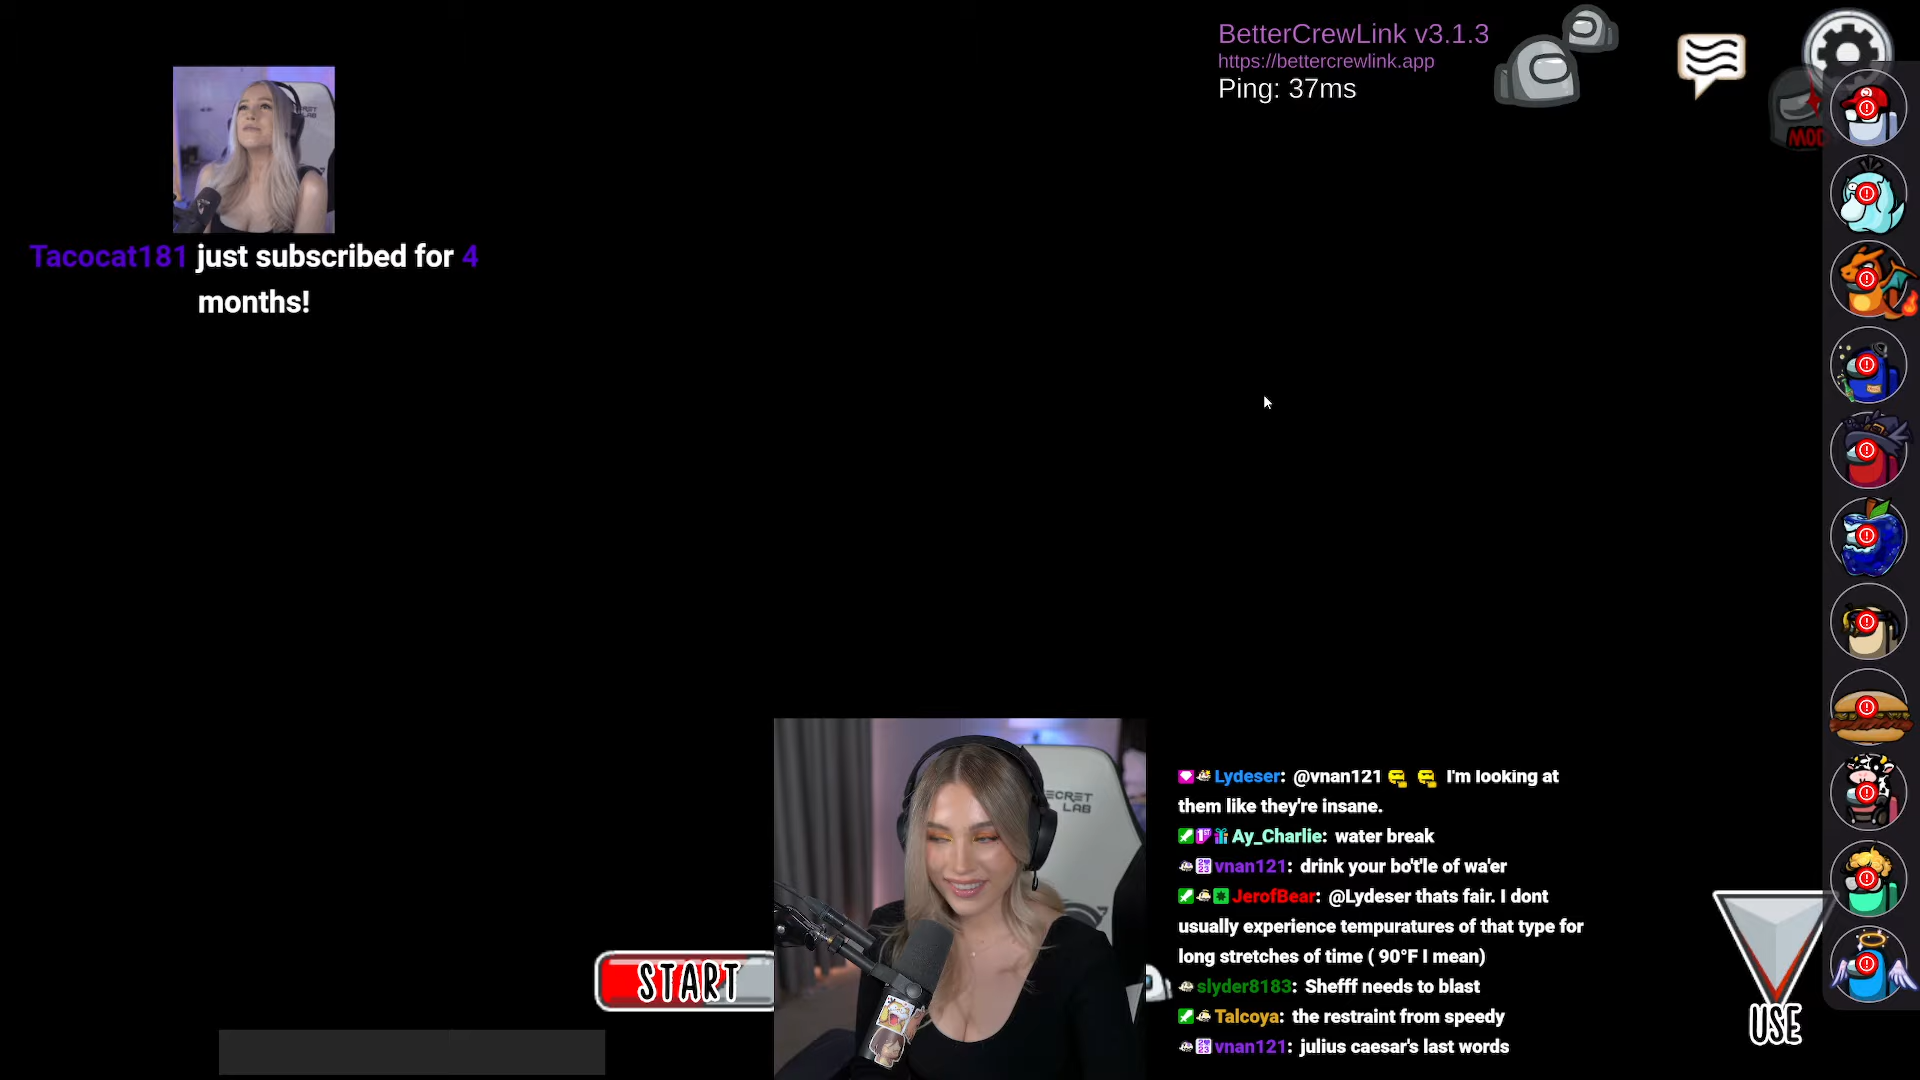 BetterCrewLink v3.1.3
https://bettercrewlink.app
Ping: 37ms
MOD
Tacocat181 just subscribed for 4
months!
SECRET
LAB
Lydeser: @vnan121 I'm looking at
them like they're insane.
Ay_Charlie: water break
vnan121: drink your bo't'le of wa'er
JerofBear: @Lydeser thats fair. I dont
usually experience tempuratures of that type for
long stretches of time ( 90°F I mean)
slyder8183: Shefff needs to blast
Talcoya: the restraint from speedy
vnan121: julius caesar's last words
START
USE